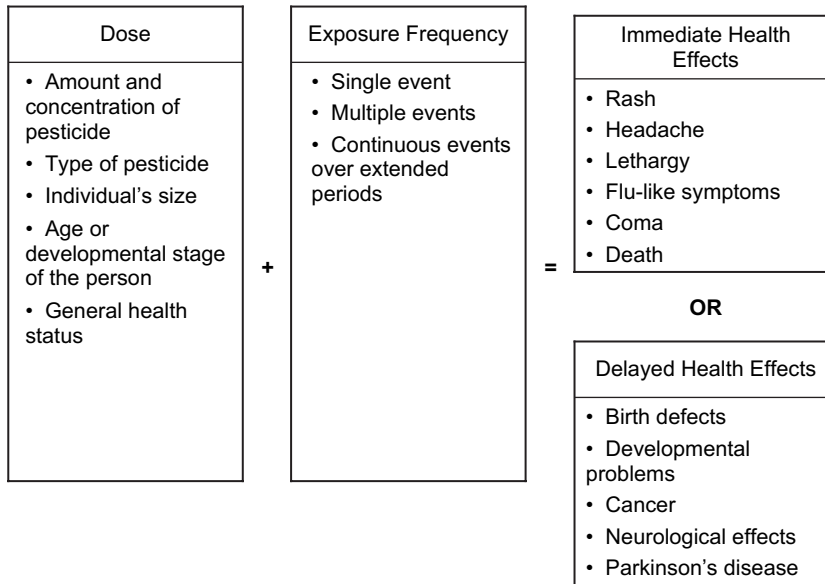 Dose
• Amount and
concentration of
pesticide
• Type of pesticide
• Individual's size
• Age or
developmental stage
of the person
• General health
status
+
Exposure Frequency
• Single event
• Multiple events
• Continuous events
over extended
periods
=
Immediate Health
Effects
• Rash
• Headache
• Lethargy
• Flu-like symptoms
• Coma
• Death
OR
Delayed Health Effects
• Birth defects
• Developmental
problems
• Cancer
• Neurological effects
• Parkinson's disease